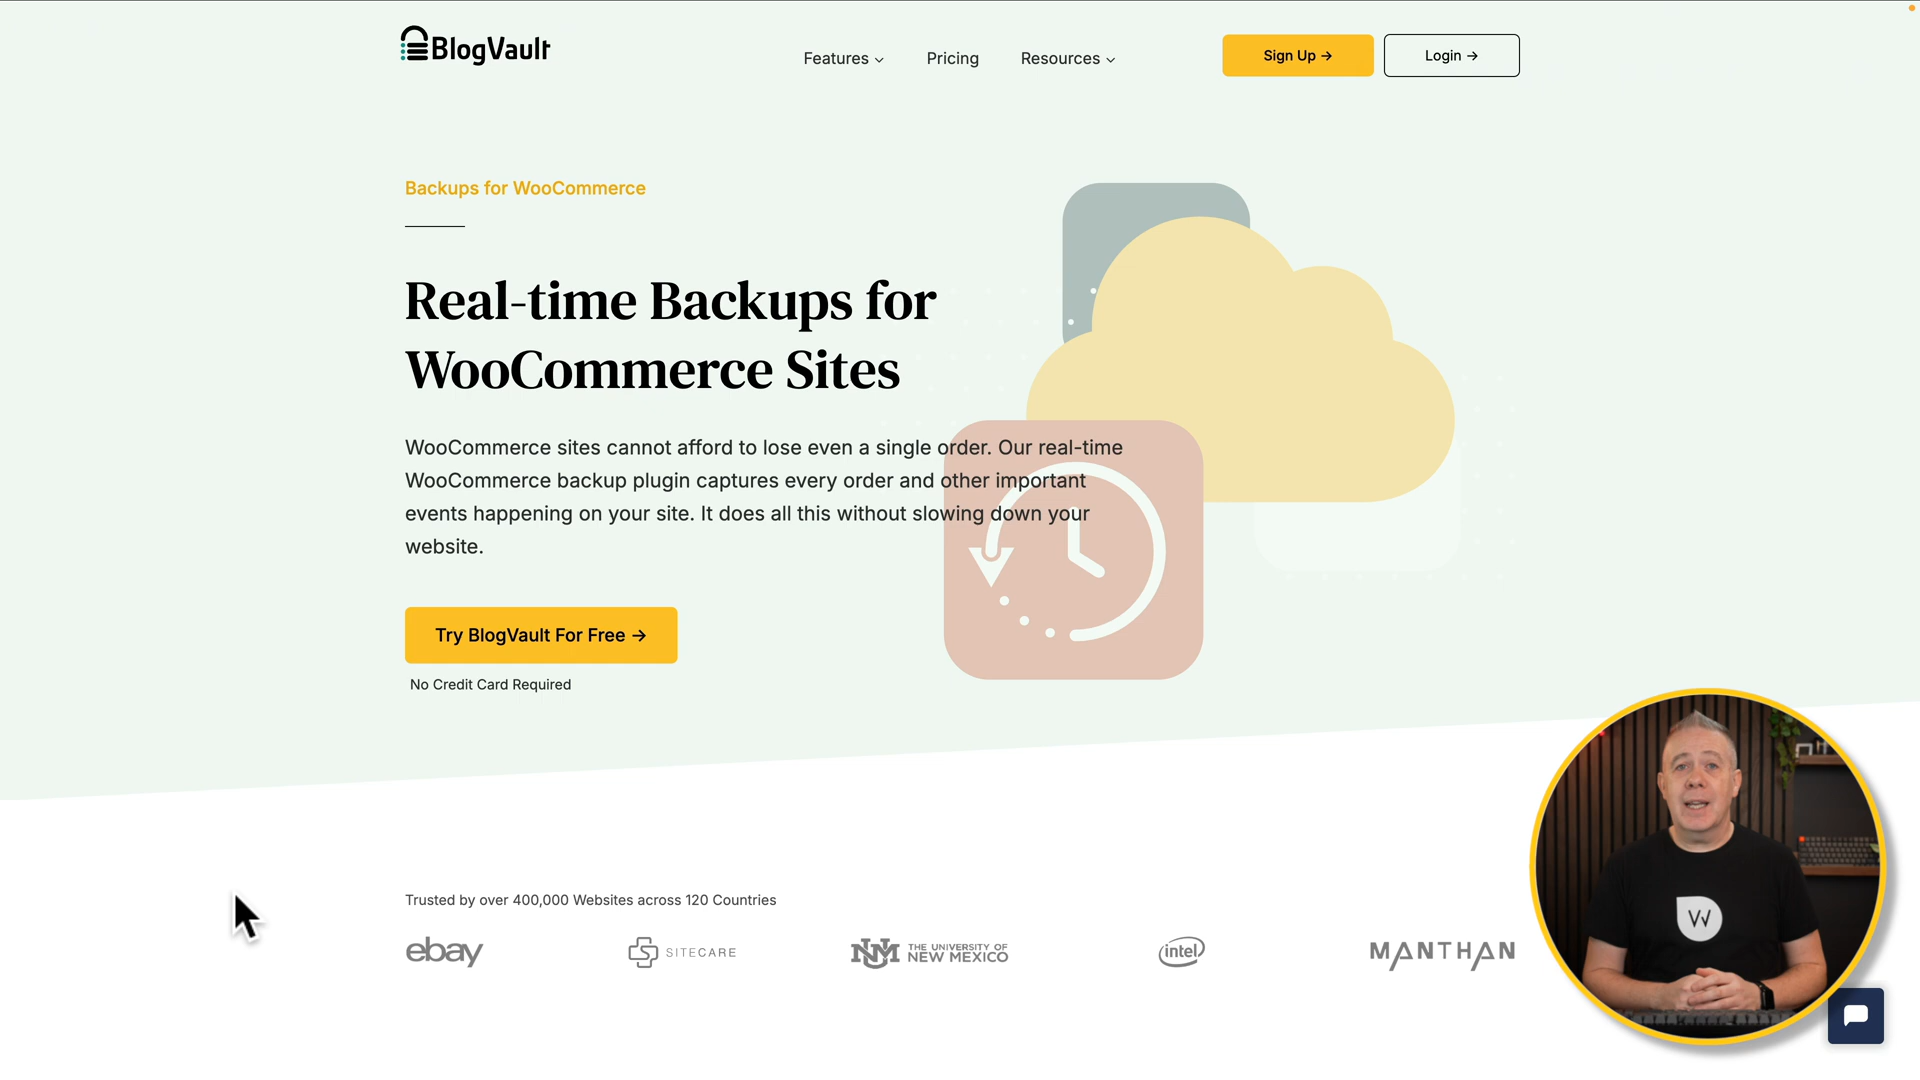 BlogVault
Features
Pricing
Resources
Sign Up →
Login →
Backups for WooCommerce
Real-time Backups for
WooCommerce Sites
WooCommerce sites cannot afford to lose even a single order. Our real-time
WooCommerce backup plugin captures every order and other important
events happening on your site. It does all this without slowing down your
website.
Try BlogVault For Free →
No Credit Card Required
Trusted by over 400,000 Websites across 120 Countries
ebay
SITECARE
NM THE UNIVERSITY OF
NEW MEXICO
intel
MANTHAN
W